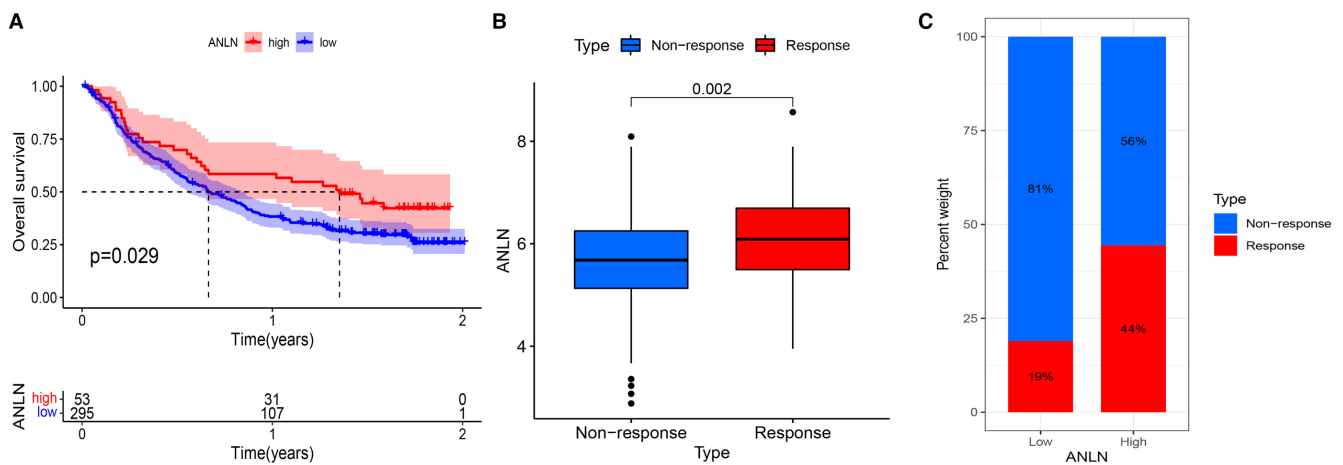 A
ANLN high low
Overall survival
1.00
0.75
0.50
0.25
0.00
p=0.029
0 1 2
Time(years)
ANLN
high 53 31 0
low 295 107 1
0 1 2
Time(years)
B
Type Non-response Response
0.002
ANLN
8
6
4
Non-response Response
Type
C
Percent weight
100
75
50
25
0
81%
19%
56%
44%
Low High
ANLN
Type
Non-response
Response